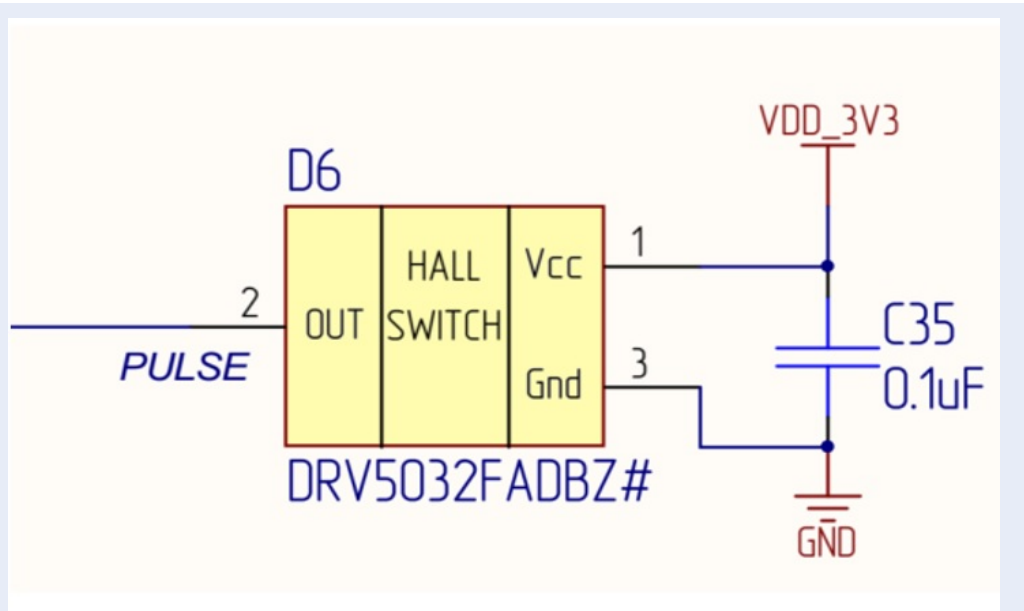 VDD_3V3
D6
1
HALL
Vcc
2
OUT
SWITCH
C35
PULSE
3
Gnd
0.1uF
DRV5032FADBZ#
GND